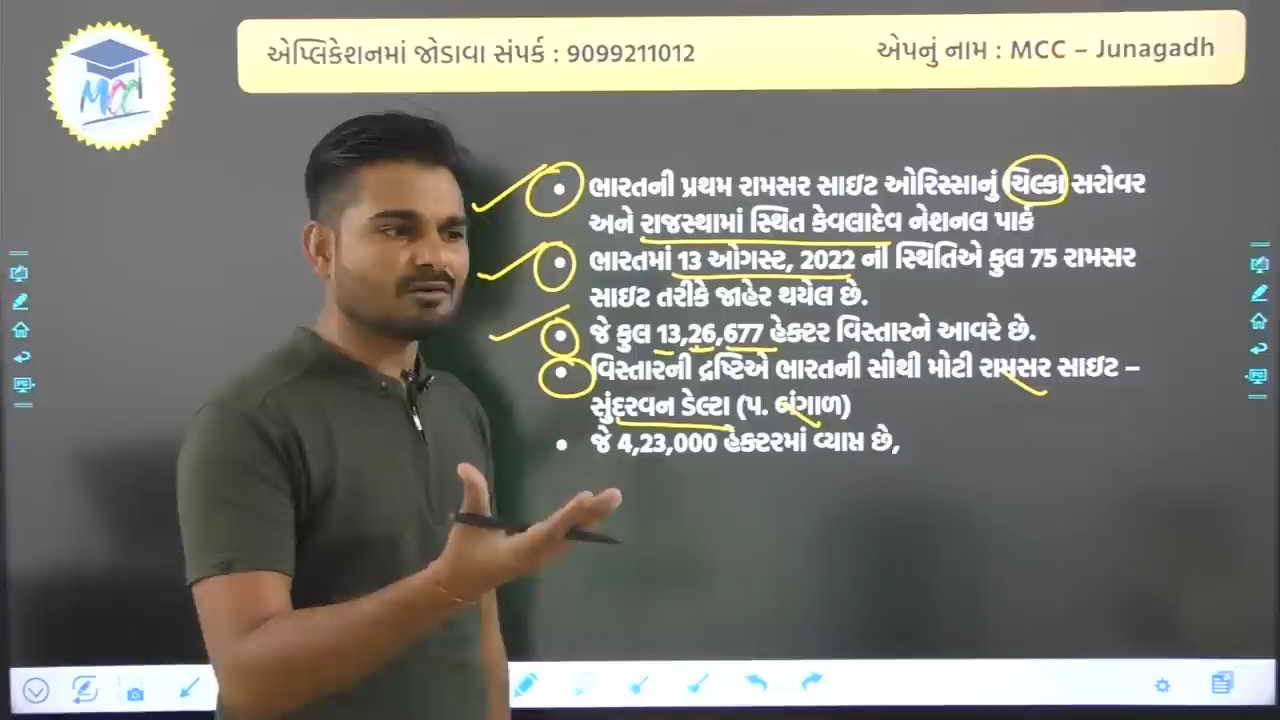 એપ્લિકેશનમાં જોડાવા સંપર્ક : 9099211012
એપનું નામ : MCC – Junagadh
MCC
• ભારતની પ્રથમ રામસર સાઇટ ઓરિસ્સાનું ચિલ્કા સરોવર
અને રાજસ્થામાં સ્થિત કેવલાદેવ નેશનલ પાર્ક
• ભારતમાં 13 ઓગસ્ટ, 2022 ની સ્થિતિએ કુલ 75 રામસર
સાઇટ તરીકે જાહેર થયેલ છે.
• જે કુલ 13,26,677 હેક્ટર વિસ્તારને આવરે છે.
• વિસ્તારની દ્રષ્ટિએ ભારતની સૌથી મોટી રામસર સાઇટ –
સુંદરવન ડેલ્ટા (પ. બંગાળ)
• જે 4,23,000 હેક્ટરમાં વ્યાપ્ત છે,